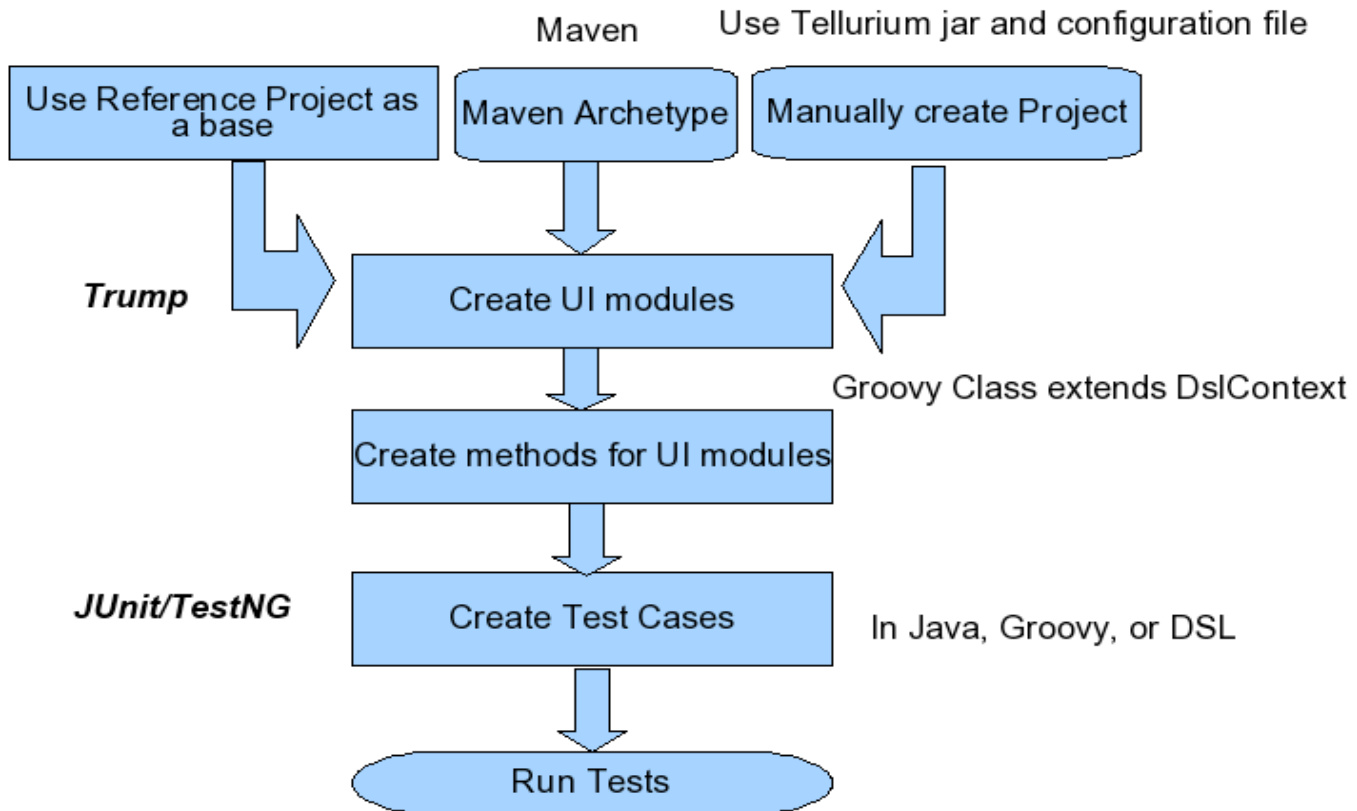 Maven
Use Tellurium jar and configuration file
Use Reference Project as
a base
Maven Archetype
Manually create Project
Trump
Create UI modules
Groovy Class extends DslContext
Create methods for UI modules
JUnit/TestNG
Create Test Cases
In Java, Groovy, or DSL
Run Tests